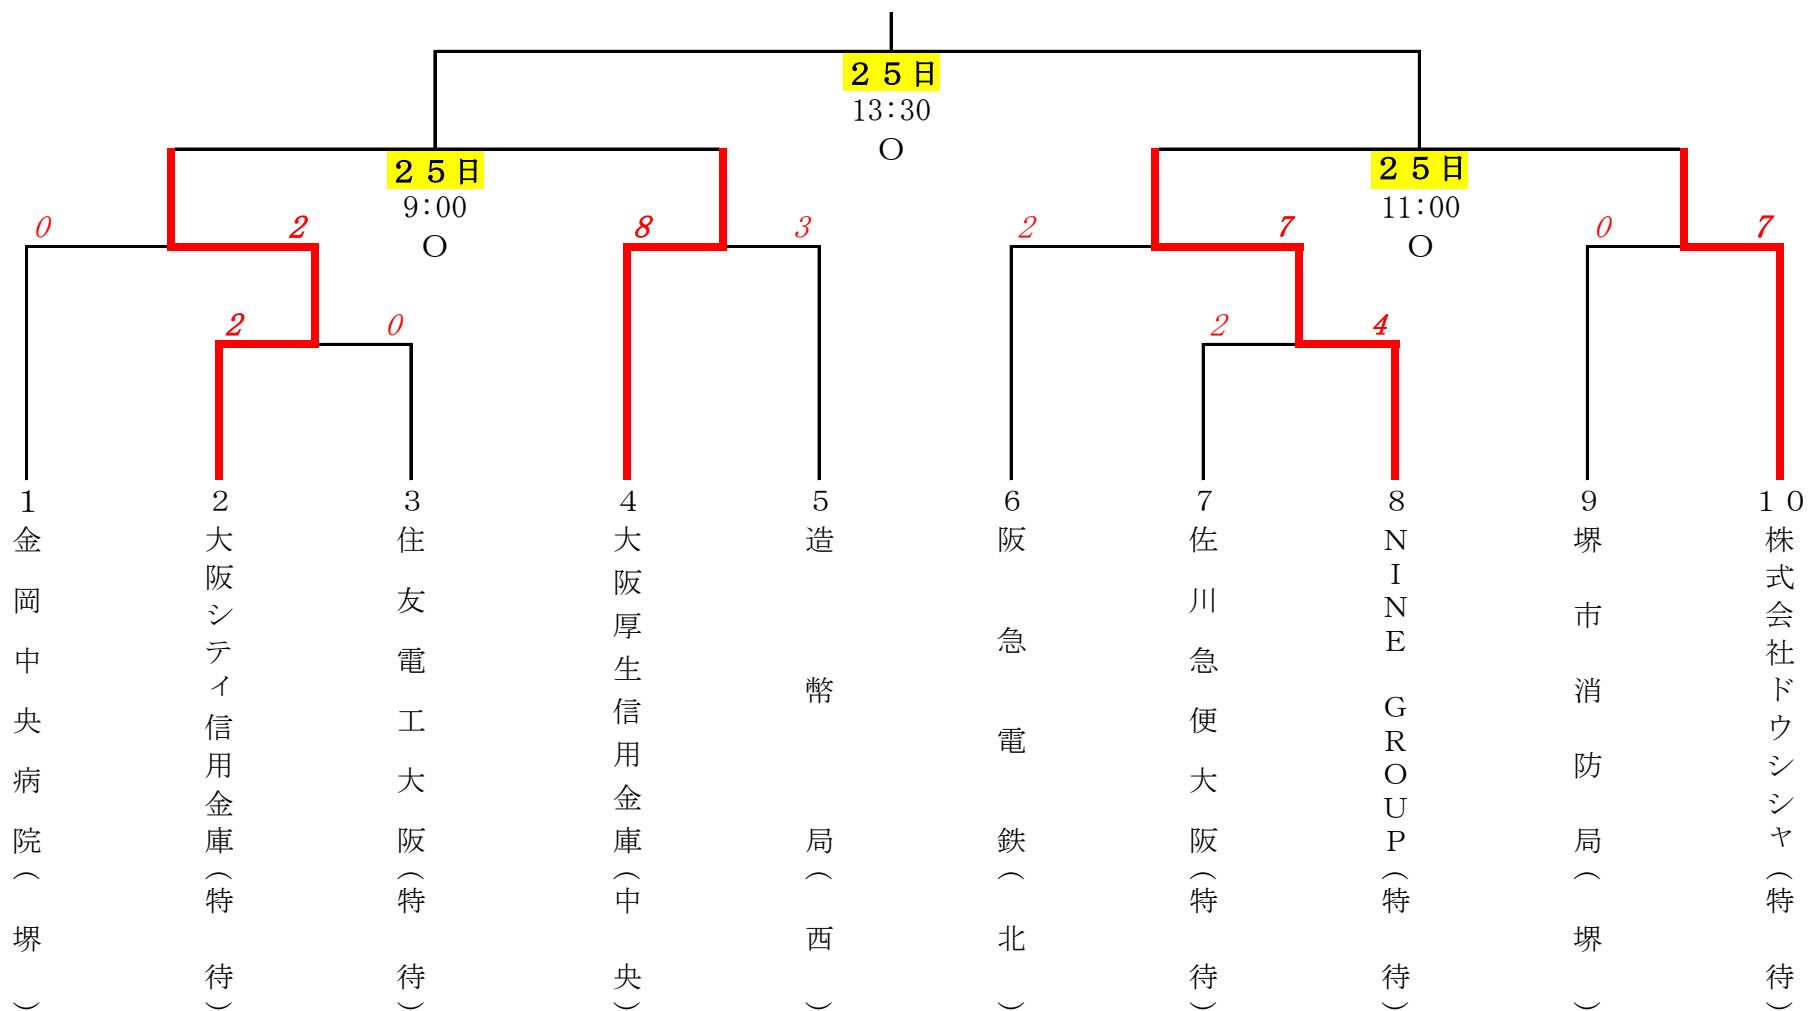 ２５日
13:30
○
２５日
9:00
○
２５日
11:00
○
0
2
8
3
2
7
0
7
2
0
2
4
１
金岡中央病院（堺）
２
大阪シティ信用金庫（特待）
３
住友電工大阪（特待）
４
大阪厚生信用金庫（中央）
５
造幣局（西）
６
阪急電鉄（北）
７
佐川急便大阪（特待）
８
ＮＩＮＥ　ＧＲＯＵＰ（特待）
９
堺市消防局（堺）
１０
株式会社ドウシシャ（特待）